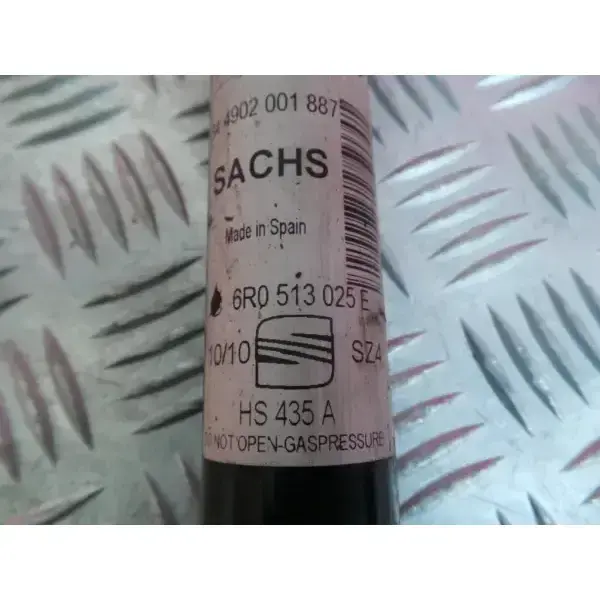 4902 001 887
SACHS
Made in Spain
6R0 513 025 E
10/10 SZ4
HS 435 A
NOT OPEN-GASPRESSURE